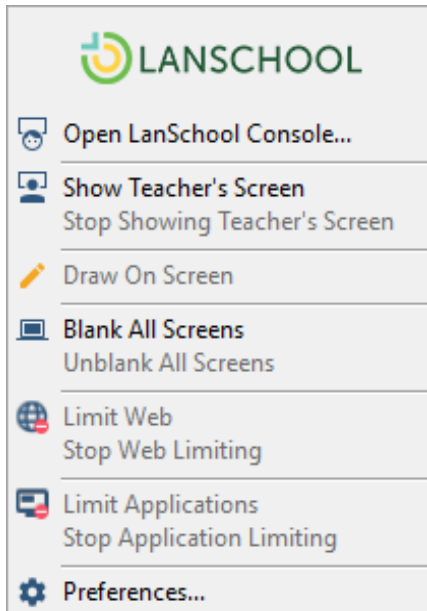 LANSCHOOL
Open LanSchool Console...
Show Teacher's Screen
Stop Showing Teacher's Screen
Draw On Screen
Blank All Screens
Unblank All Screens
Limit Web
Stop Web Limiting
Limit Applications
Stop Application Limiting
Preferences...